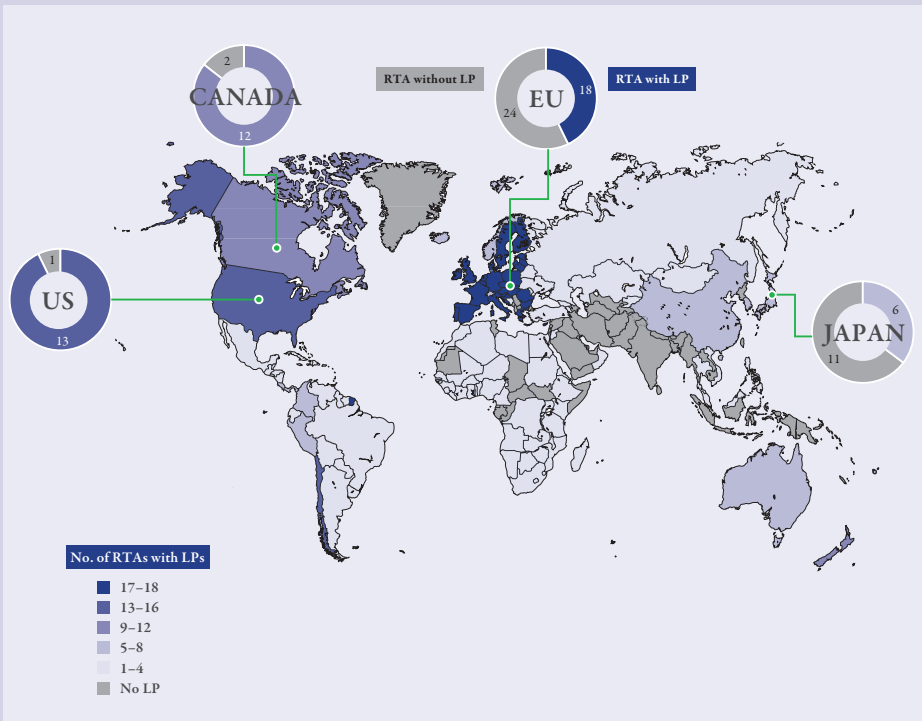 2
CANADA
12
RTA without LP
24
EU
18
RTA with LP
1
US
13
6
JAPAN
11
No. of RTAs with LPs
17–18
13–16
9–12
5–8
1–4
No LP